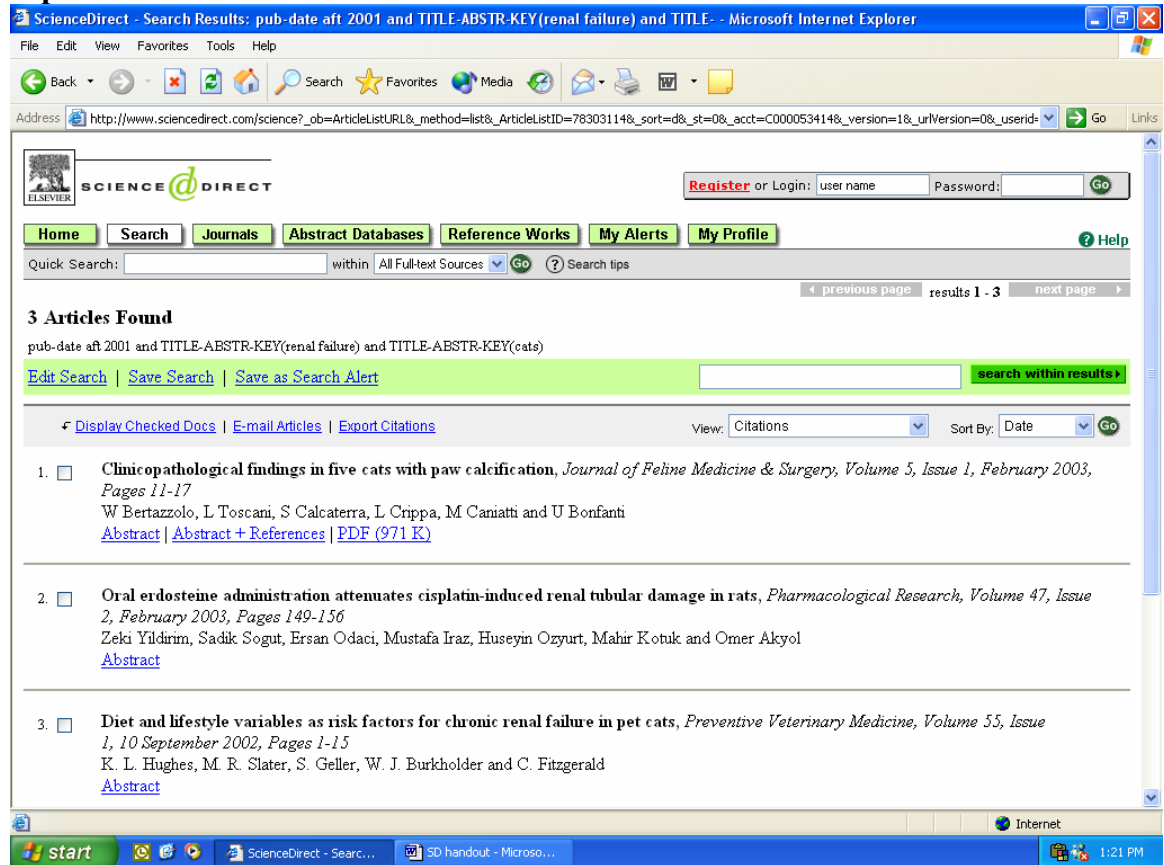 ScienceDirect - Search Results: pub-date aft 2001 and TITLE-ABSTR-KEY(renal failure) and TITLE- - Microsoft Internet Explorer
File Edit View Favorites Tools Help
Back Search Favorites Media
Address http://www.sciencedirect.com/science?_ob=ArticleListURL&_method=list&_ArticleListID=78303114&_sort=d&_st=0&_acct=C000053414&_version=1&_urlVersion=0&_userid= Go Links
ELSEVIER SCIENCE @ DIRECT
Register or Login: user name Password: Go
Home Search Journals Abstract Databases Reference Works My Alerts My Profile ? Help
Quick Search: within All Full-text Sources Go ? Search tips
previous page results 1 - 3 next page
3 Articles Found
pub-date aft 2001 and TITLE-ABSTR-KEY(renal failure) and TITLE-ABSTR-KEY(cats)
Edit Search | Save Search | Save as Search Alert search within results
Display Checked Docs | E-mail Articles | Export Citations View: Citations Sort By: Date Go
1. Clinicopathological findings in five cats with paw calcification, Journal of Feline Medicine & Surgery, Volume 5, Issue 1, February 2003,
Pages 11-17
W Bertazzolo, L Toscani, S Calcaterra, L Crippa, M Caniatti and U Bonfanti
Abstract | Abstract + References | PDF (971 K)
2. Oral erdosteine administration attenuates cisplatin-induced renal tubular damage in rats, Pharmacological Research, Volume 47, Issue
2, February 2003, Pages 149-156
Zeki Yildirim, Sadik Sogut, Ersan Odaci, Mustafa Iraz, Huseyin Ozyurt, Mahir Kotuk and Omer Akyol
Abstract
3. Diet and lifestyle variables as risk factors for chronic renal failure in pet cats, Preventive Veterinary Medicine, Volume 55, Issue
1, 10 September 2002, Pages 1-15
K. L. Hughes, M. R. Slater, S. Geller, W. J. Burkholder and C. Fitzgerald
Abstract
Internet
start ScienceDirect - Searc... SD handout - Microso... 1:21 PM